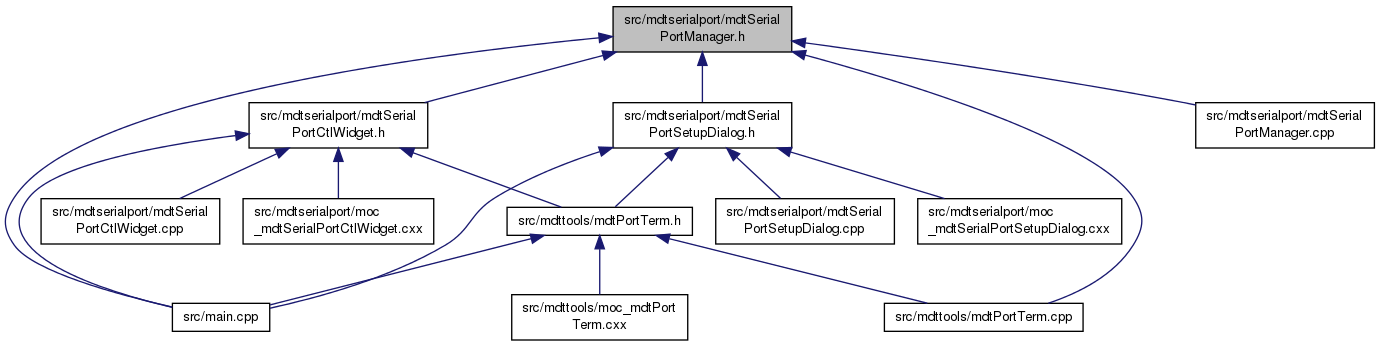 src/mdtserialport/mdtSerial
PortManager.h
src/mdtserialport/mdtSerial
PortCtlWidget.h
src/mdtserialport/mdtSerial
PortSetupDialog.h
src/mdtserialport/mdtSerial
PortManager.cpp
src/mdtserialport/mdtSerial
PortCtlWidget.cpp
src/mdtserialport/moc
_mdtSerialPortCtlWidget.cxx
src/mdttools/mdtPortTerm.h
src/mdtserialport/mdtSerial
PortSetupDialog.cpp
src/mdtserialport/moc
_mdtSerialPortSetupDialog.cxx
src/main.cpp
src/mdttools/moc_mdtPort
Term.cxx
src/mdttools/mdtPortTerm.cpp